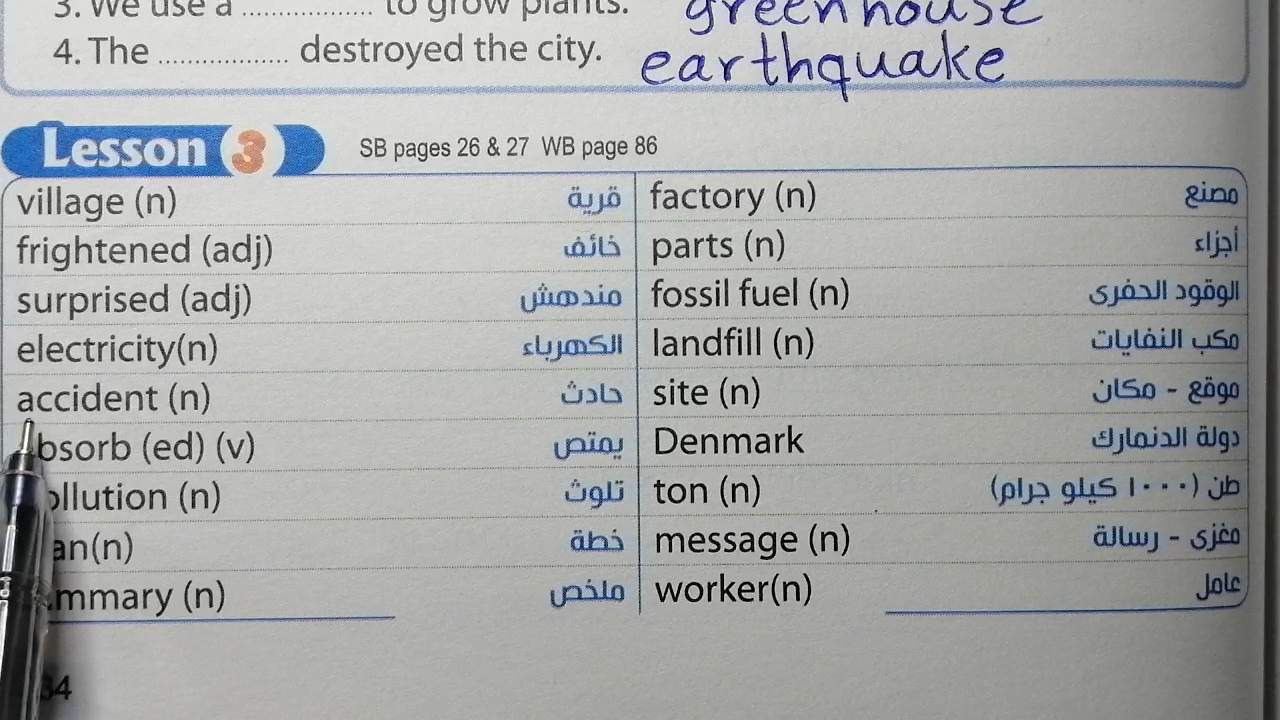 3. We use a .................. to grow plants. greenhouse
4. The .................. destroyed the city. earthquake
Lesson 3 SB pages 26 & 27 WB page 86
village (n) قرية factory (n) مصنع
frightened (adj) خائف parts (n) أجزاء
surprised (adj) مندهش fossil fuel (n) الوقود الحفرى
electricity(n) الكهرباء landfill (n) مكب النفايات
accident (n) حادث site (n) موقع - مكان
bsorb (ed) (v) يمتص Denmark دولة الدنمارك
ollution (n) تلوث ton (n) طن (١٠٠٠ كيلو جرام)
an(n) خطة message (n) مغزى - رسالة
mmary (n) ملخص worker(n) عامل
34